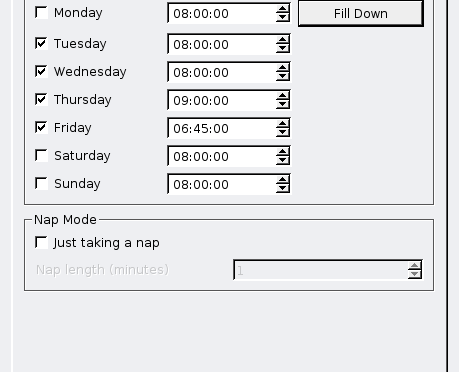 Monday 08:00:00 Fill Down
Tuesday 08:00:00
Wednesday 08:00:00
Thursday 09:00:00
Friday 06:45:00
Saturday 08:00:00
Sunday 08:00:00
Nap Mode
Just taking a nap
Nap length (minutes) 1